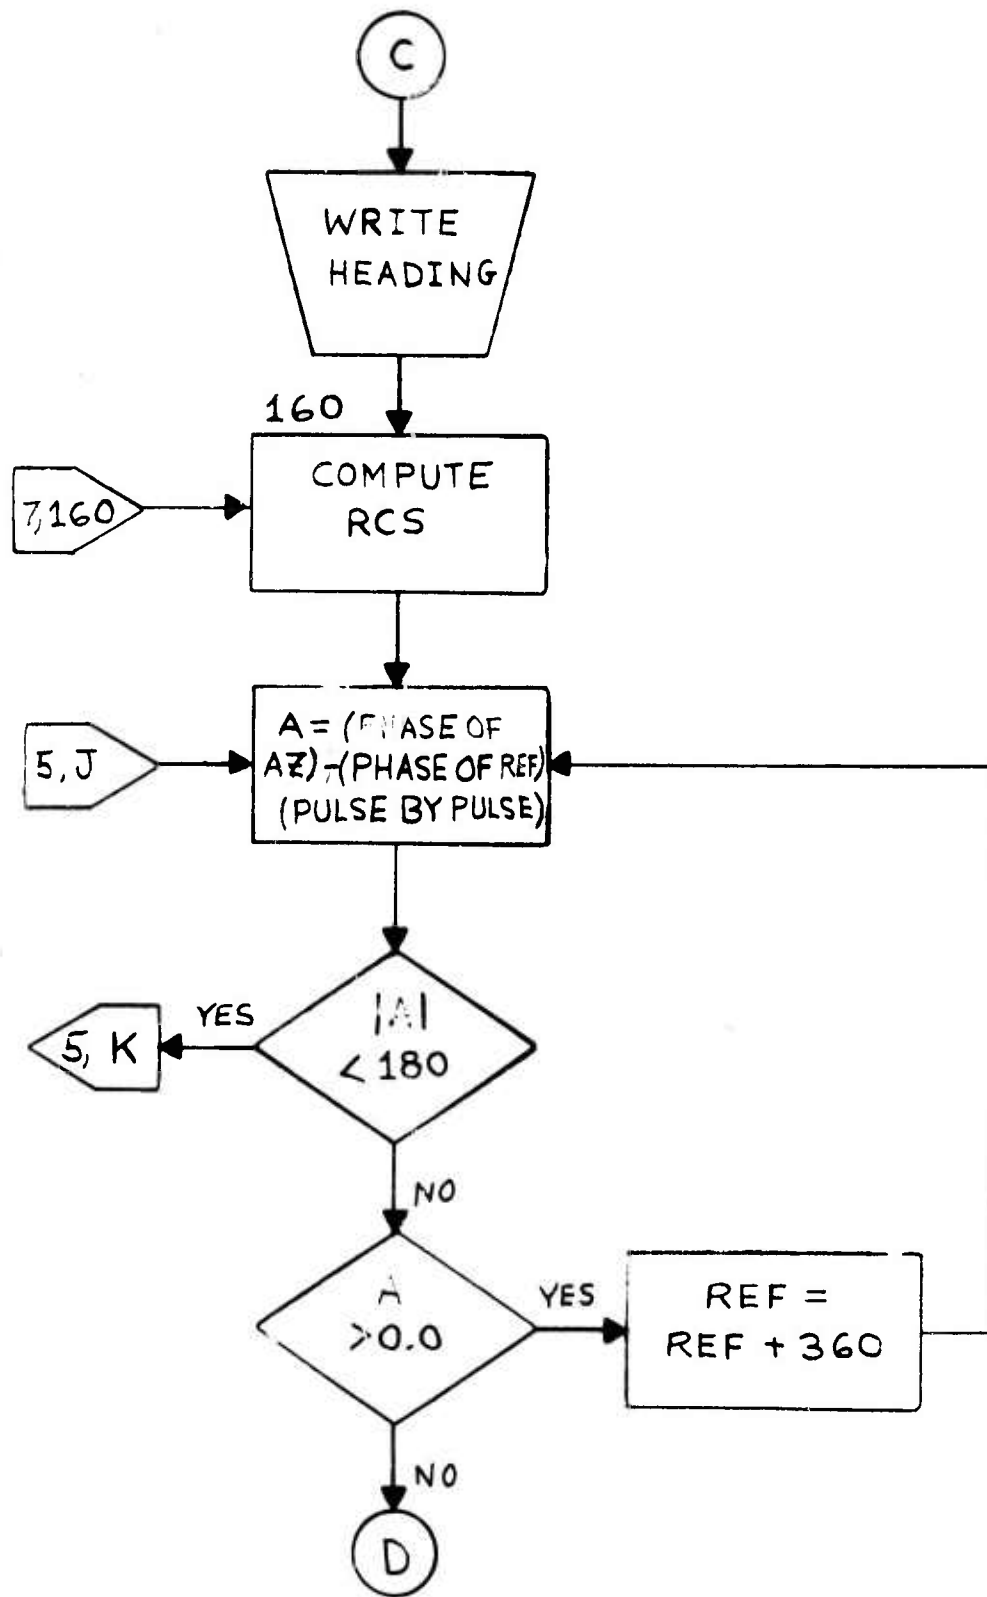 C
WRITE
HEADING
160
COMPUTE
RCS
7,160
A = (PHASE OF
AZ)-(PHASE OF REF)
(PULSE BY PULSE)
5, J
|A|
< 180
YES
5, K
NO
A
>0.0
YES
REF =
REF + 360
NO
D